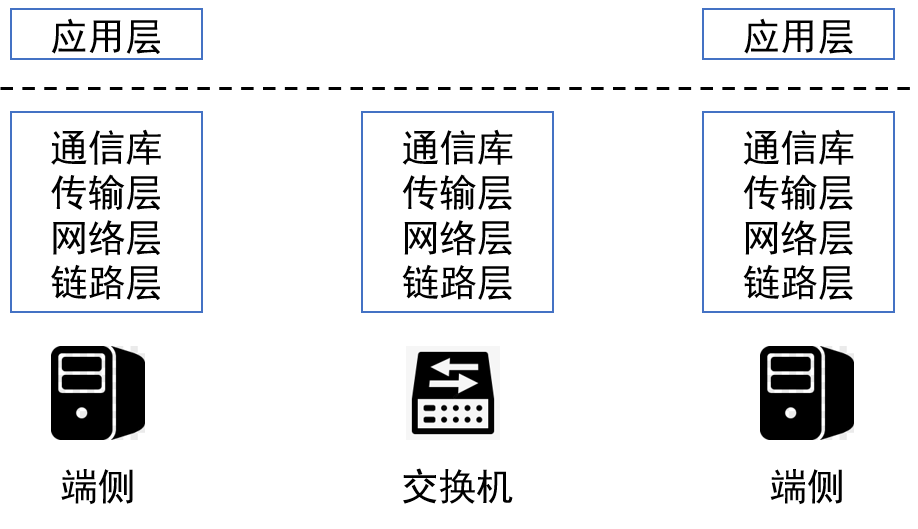 应用层
应用层
通信库
传输层
网络层
链路层
通信库
传输层
网络层
链路层
通信库
传输层
网络层
链路层
端侧
交换机
端侧